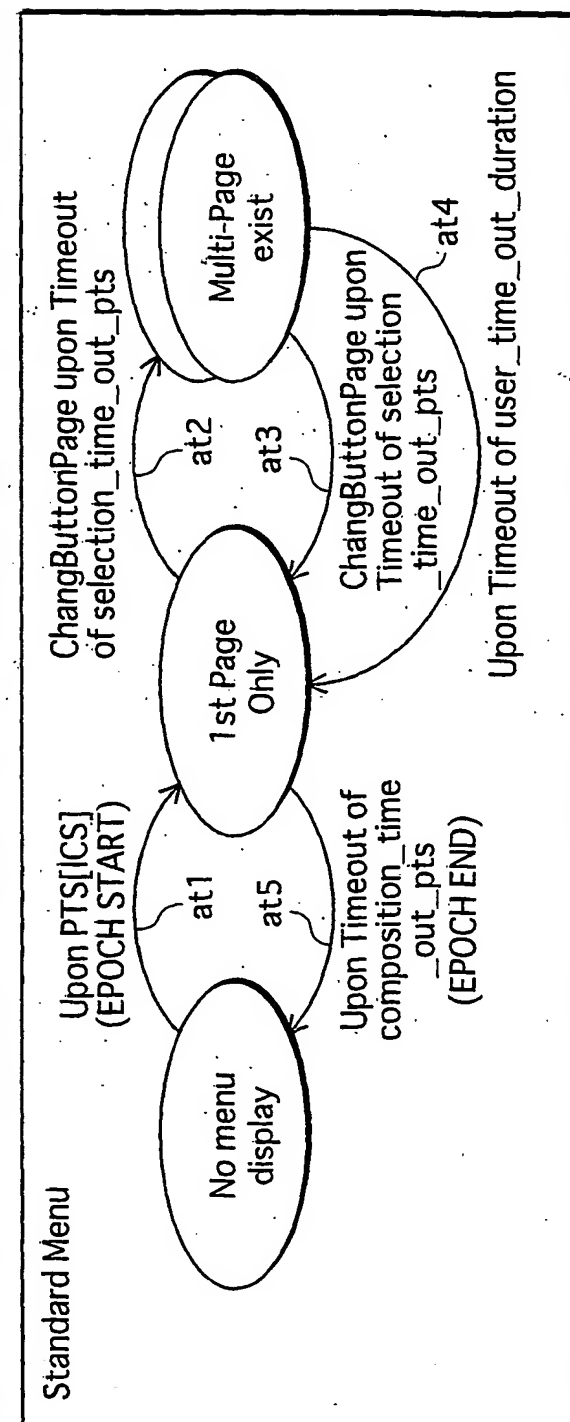 Standard Menu
Upon PTS[ICS]
(EPOCH START)
ChangButtonPage upon Timeout
of selection_time_out_pts
at1
at2
No menu
display
1st Page
Only
Multi-Page
exist
at5
at3
Upon Timeout of
composition_time
_out_pts
(EPOCH END)
ChangButtonPage upon
Timeout of selection
_time_out_pts
at4
Upon Timeout of user_time_out_duration